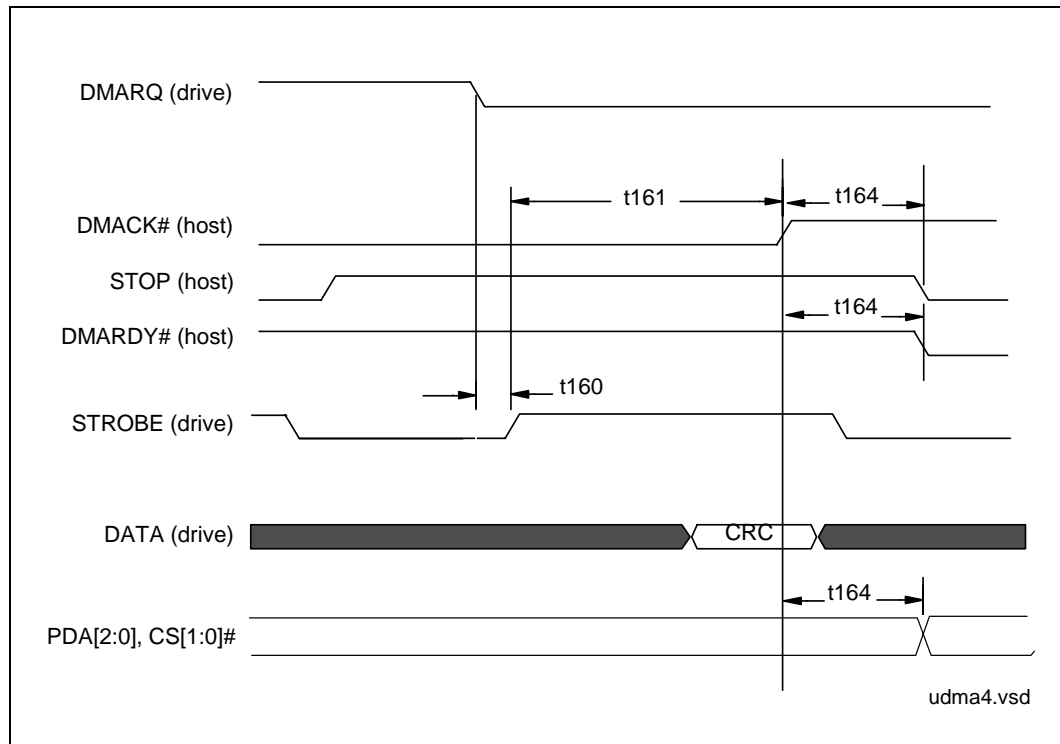 DMARQ (drive)
t161
t164
DMACK# (host)
STOP (host)
t164
DMARDY# (host)
t160
STROBE (drive)
DATA (drive)
CRC
t164
PDA[2:0], CS[1:0]#
udma4.vsd